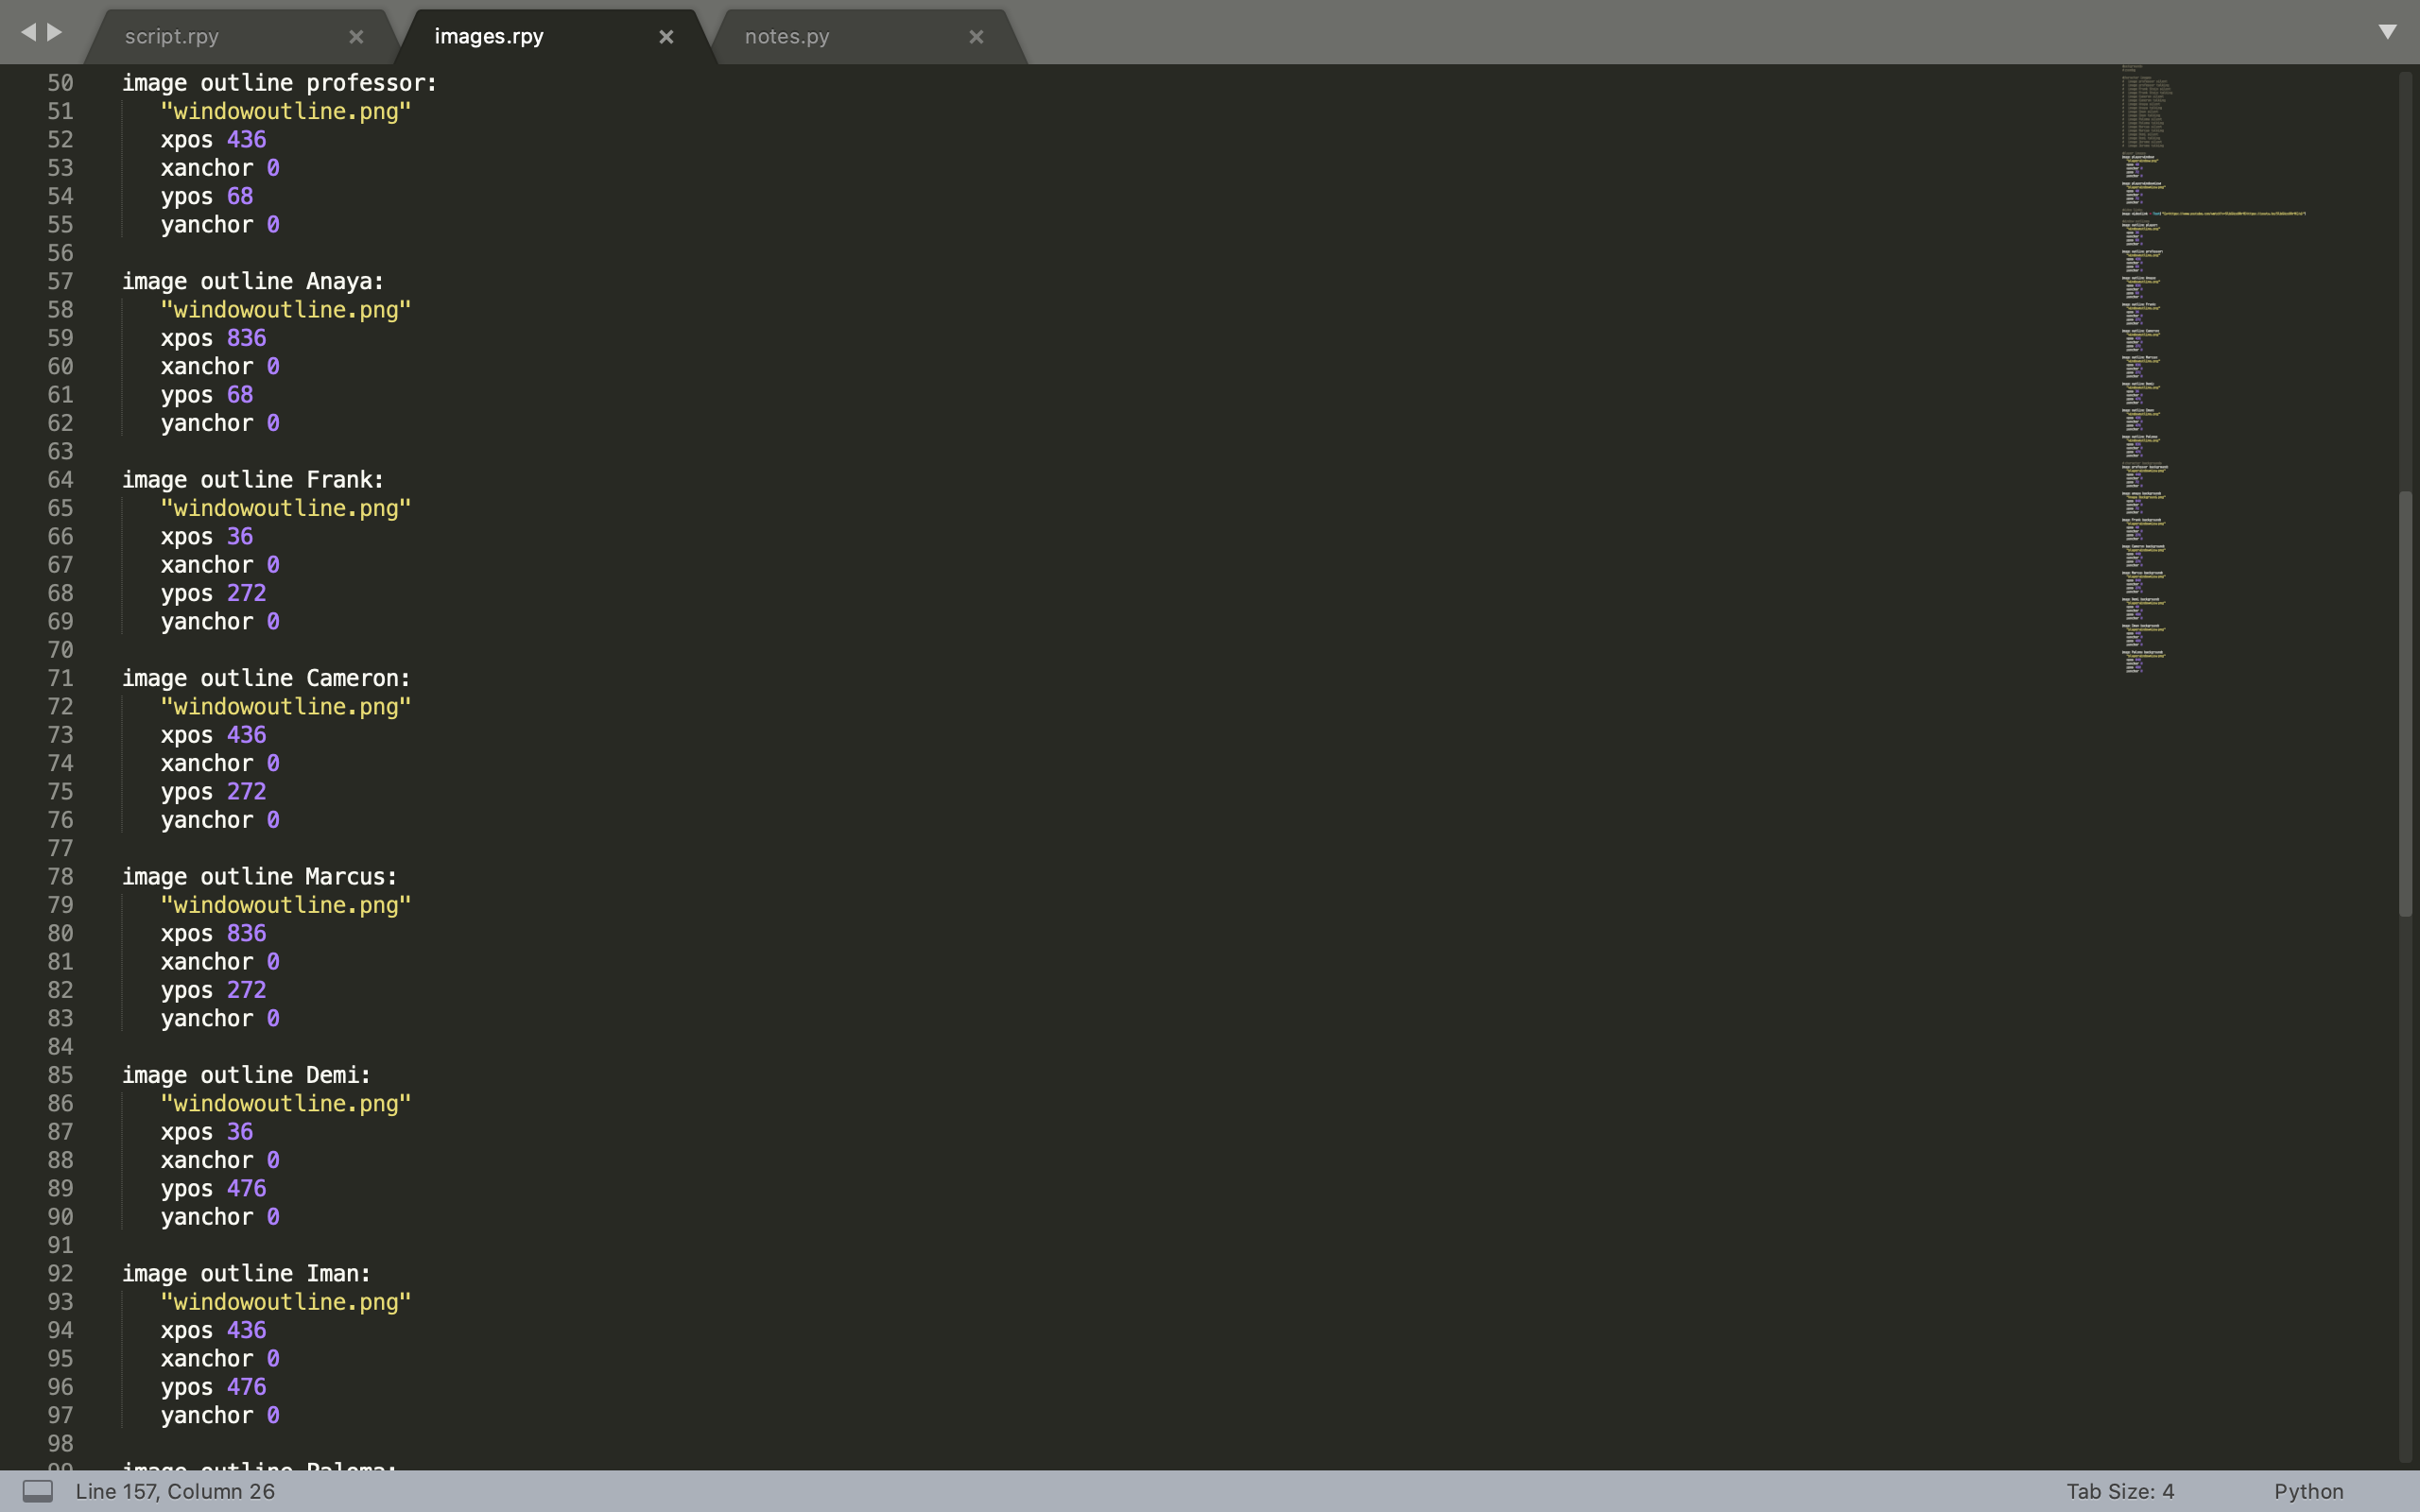 script.rpy
images.rpy
notes.py
50 image outline professor:
51 "windowoutline.png"
52 xpos 436
53 xanchor 0
54 ypos 68
55 yanchor 0
56
57 image outline Anaya:
58 "windowoutline.png"
59 xpos 836
60 xanchor 0
61 ypos 68
62 yanchor 0
63
64 image outline Frank:
65 "windowoutline.png"
66 xpos 36
67 xanchor 0
68 ypos 272
69 yanchor 0
70
71 image outline Cameron:
72 "windowoutline.png"
73 xpos 436
74 xanchor 0
75 ypos 272
76 yanchor 0
77
78 image outline Marcus:
79 "windowoutline.png"
80 xpos 836
81 xanchor 0
82 ypos 272
83 yanchor 0
84
85 image outline Demi:
86 "windowoutline.png"
87 xpos 36
88 xanchor 0
89 ypos 476
90 yanchor 0
91
92 image outline Iman:
93 "windowoutline.png"
94 xpos 436
95 xanchor 0
96 ypos 476
97 yanchor 0
98
99 image outline Paloma:
Line 157, Column 26
Tab Size: 4
Python